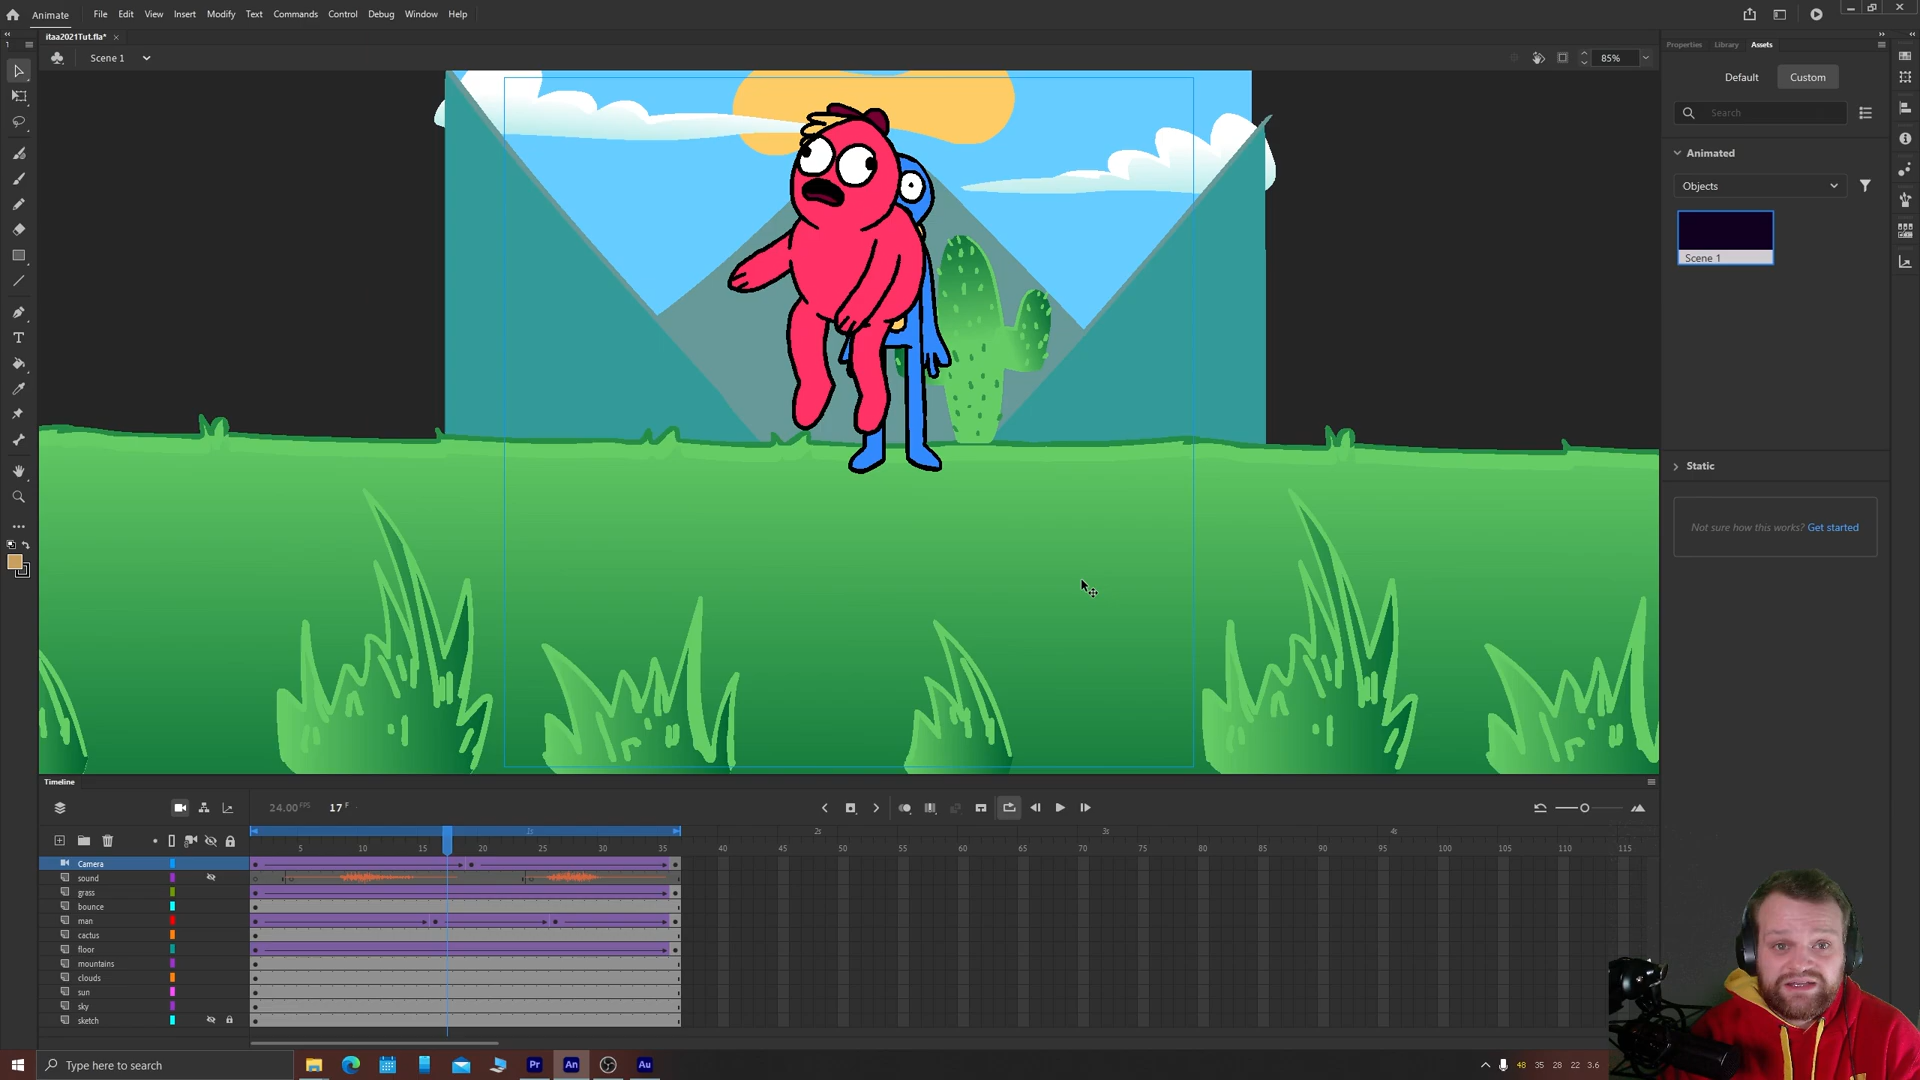 Animate File Edit View Insert Modify Text Commands Control Debug Window Help
itaa2021Tut.fla* ×
1
Scene 1
85%
Properties Library Assets
Default Custom
Search
Animated
Objects
Scene 1
Static
Not sure how this works? Get started
T
Timeline
24.00 FPS 17 F
1s 2s 3s 4s
5 10 15 20 25 30 35 40 45 50 55 60 65 70 75 80 85 90 95 100 105 110 115
Camera
sound
grass
bounce
man
cactus
floor
mountains
clouds
sun
sky
sketch
Type here to search
Pr An Au
48 35 28 22 3.6